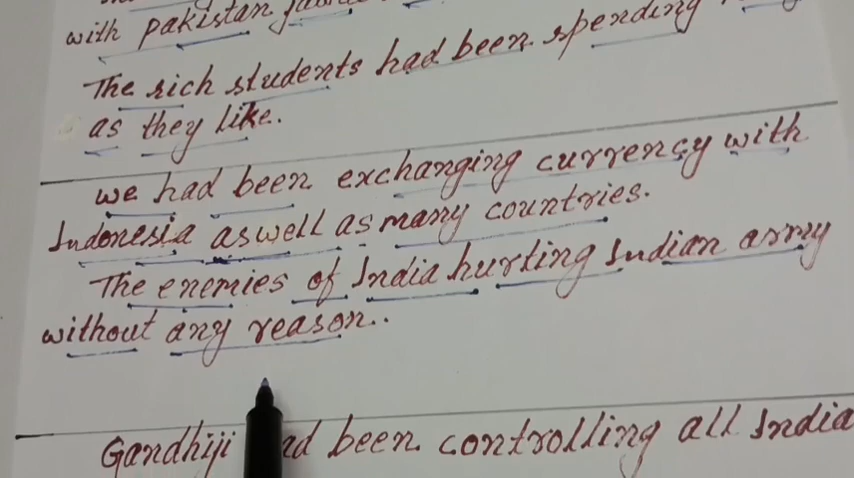 with pakistan
The rich students had been spending
as they like.
we had been exchanging currency with
Indonesia aswell as many countries.
The enemies of India hurting Indian army
without any reason..
Gandhiji had been controlling all India